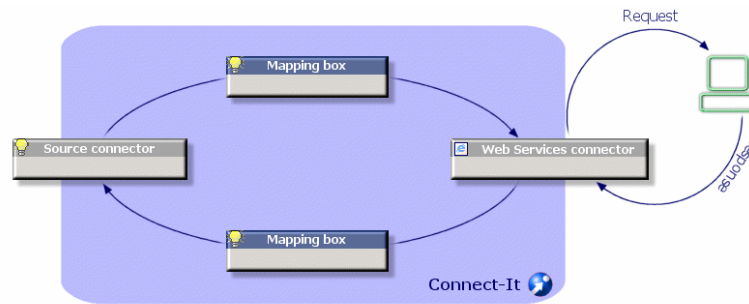 Request
Mapping box
Source connector
Web Services connector
Response
Mapping box
Connect-It